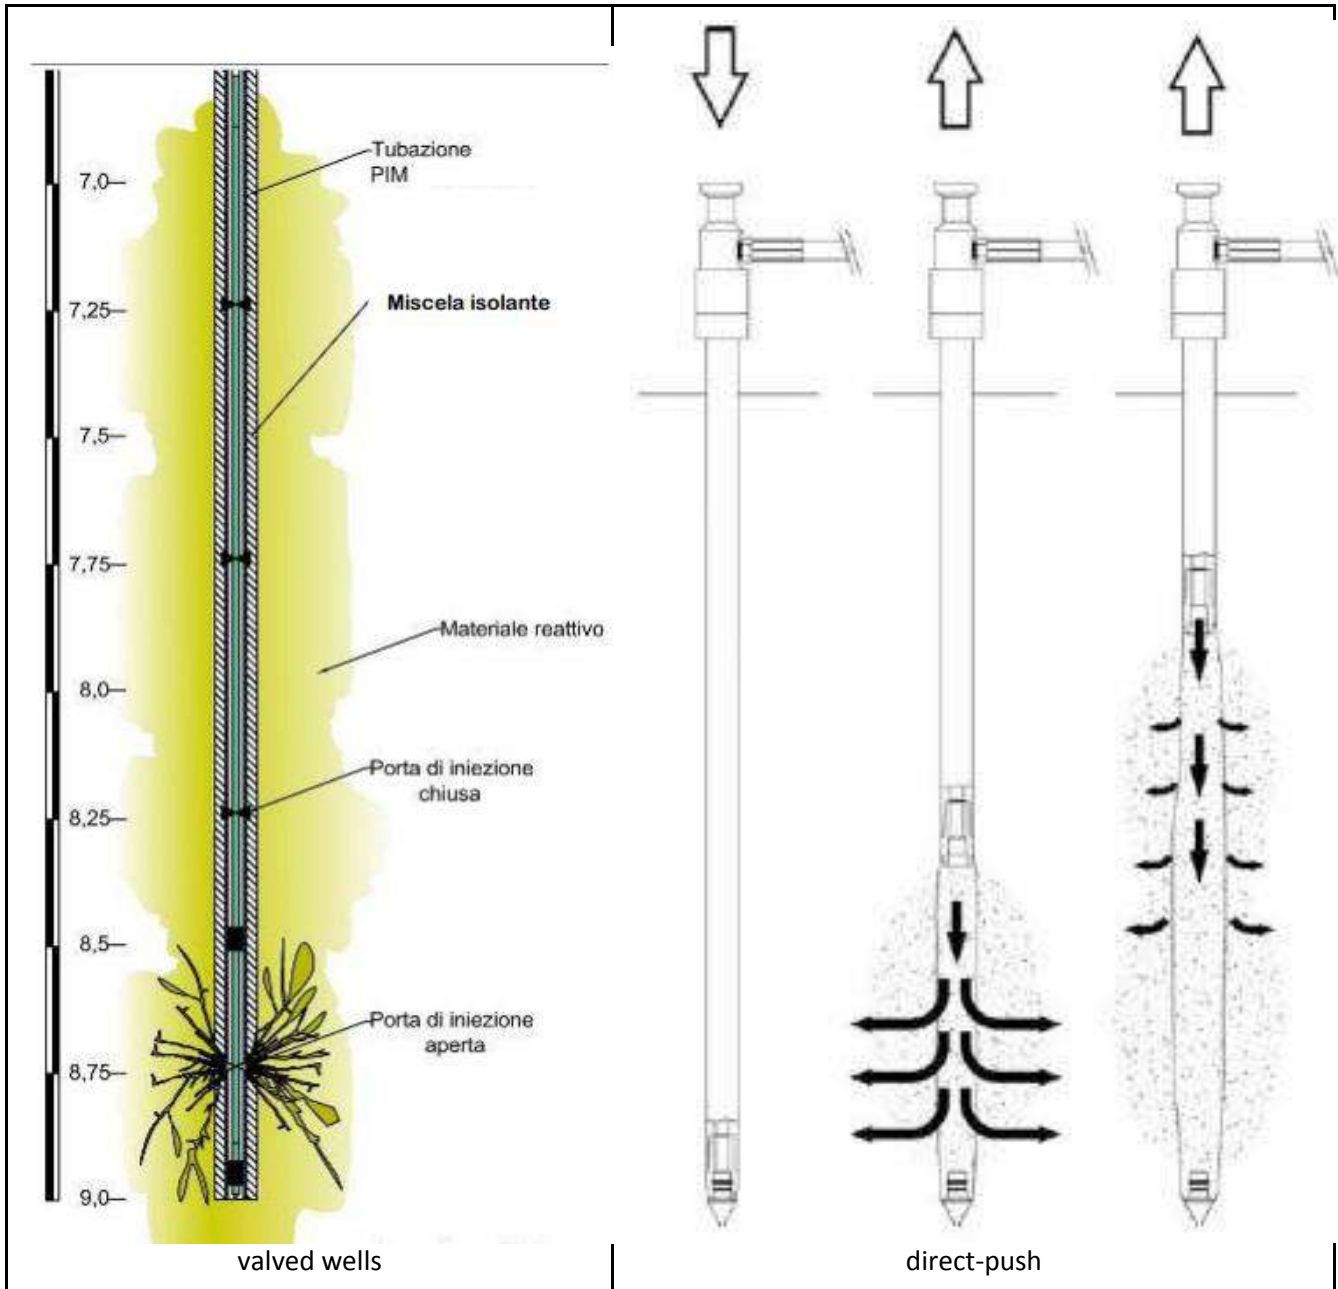 Tubazione
PIM
7,0
Miscela isolante
7,25
7,5
7,75
Materiale reattivo
8,0
Porta di iniezione
chiusa
8,25
8,5
Porta di iniezione
aperta
8,75
9,0
valved wells
direct-push